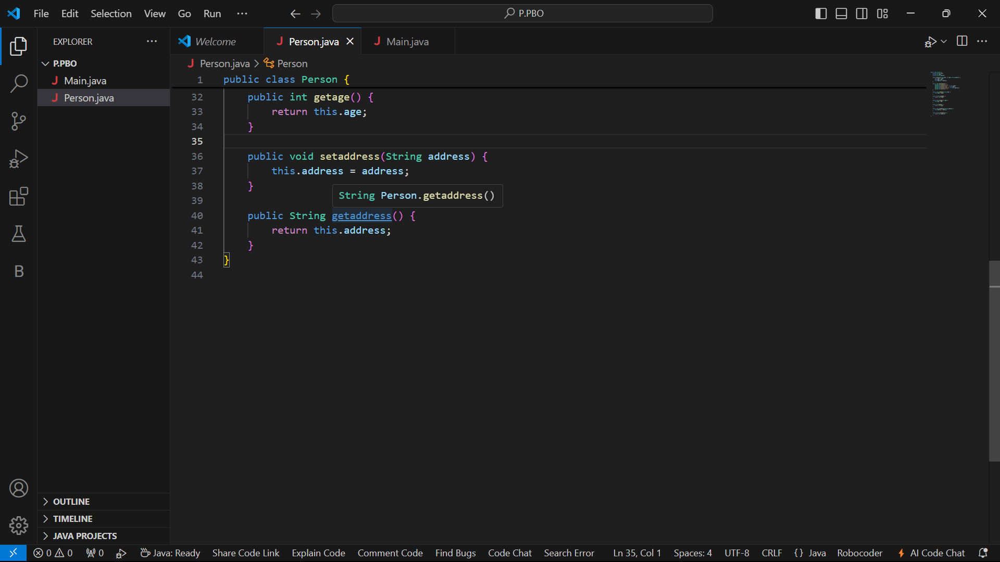 File Edit Selection View Go Run ···
P.PBO
EXPLORER ···
Welcome
Person.java
Main.java
P.PBO
Main.java
Person.java
Person.java > Person
1 public class Person {
32 public int getage() {
33 return this.age;
34 }
35
36 public void setaddress(String address) {
37 this.address = address;
38 }
String Person.getaddress()
39
40 public String getaddress() {
41 return this.address;
42 }
43 }
44
B
OUTLINE
TIMELINE
JAVA PROJECTS
0 0 0 Java: Ready Share Code Link Explain Code Comment Code Find Bugs Code Chat Search Error Ln 35, Col 1 Spaces: 4 UTF-8 CRLF {} Java Robocoder AI Code Chat